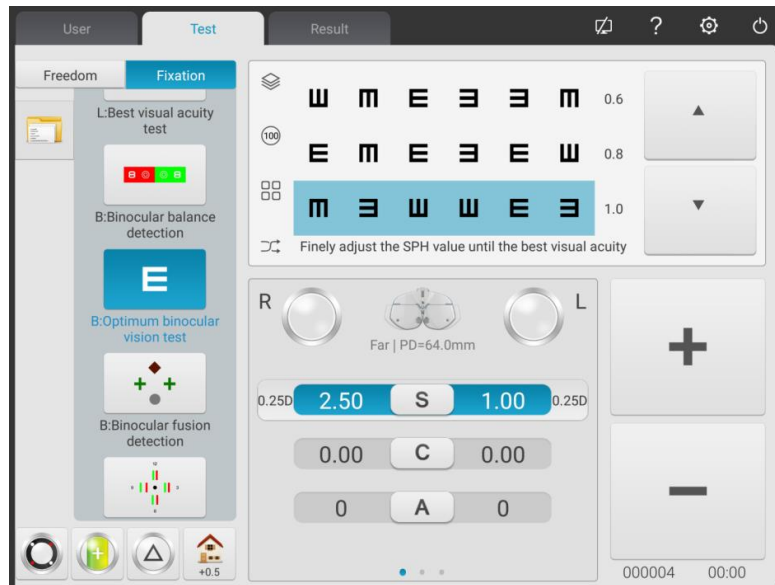 User
Test
Result
?
Freedom
Fixation
L:Best visual acuity
test
B:Binocular balance
detection
E
B:Optimum binocular
vision test
B:Binocular fusion
detection
+0.5
100
Ш m E Ǝ Ǝ m 0.6
E m E Ǝ E Ш 0.8
m Ǝ Ш Ш E Ǝ 1.0
Finely adjust the SPH value until the best visual acuity
R
L
Far | PD=64.0mm
0.25D 2.50 S 1.00 0.25D
0.00 C 0.00
0 A 0
+
−
000004 00:00